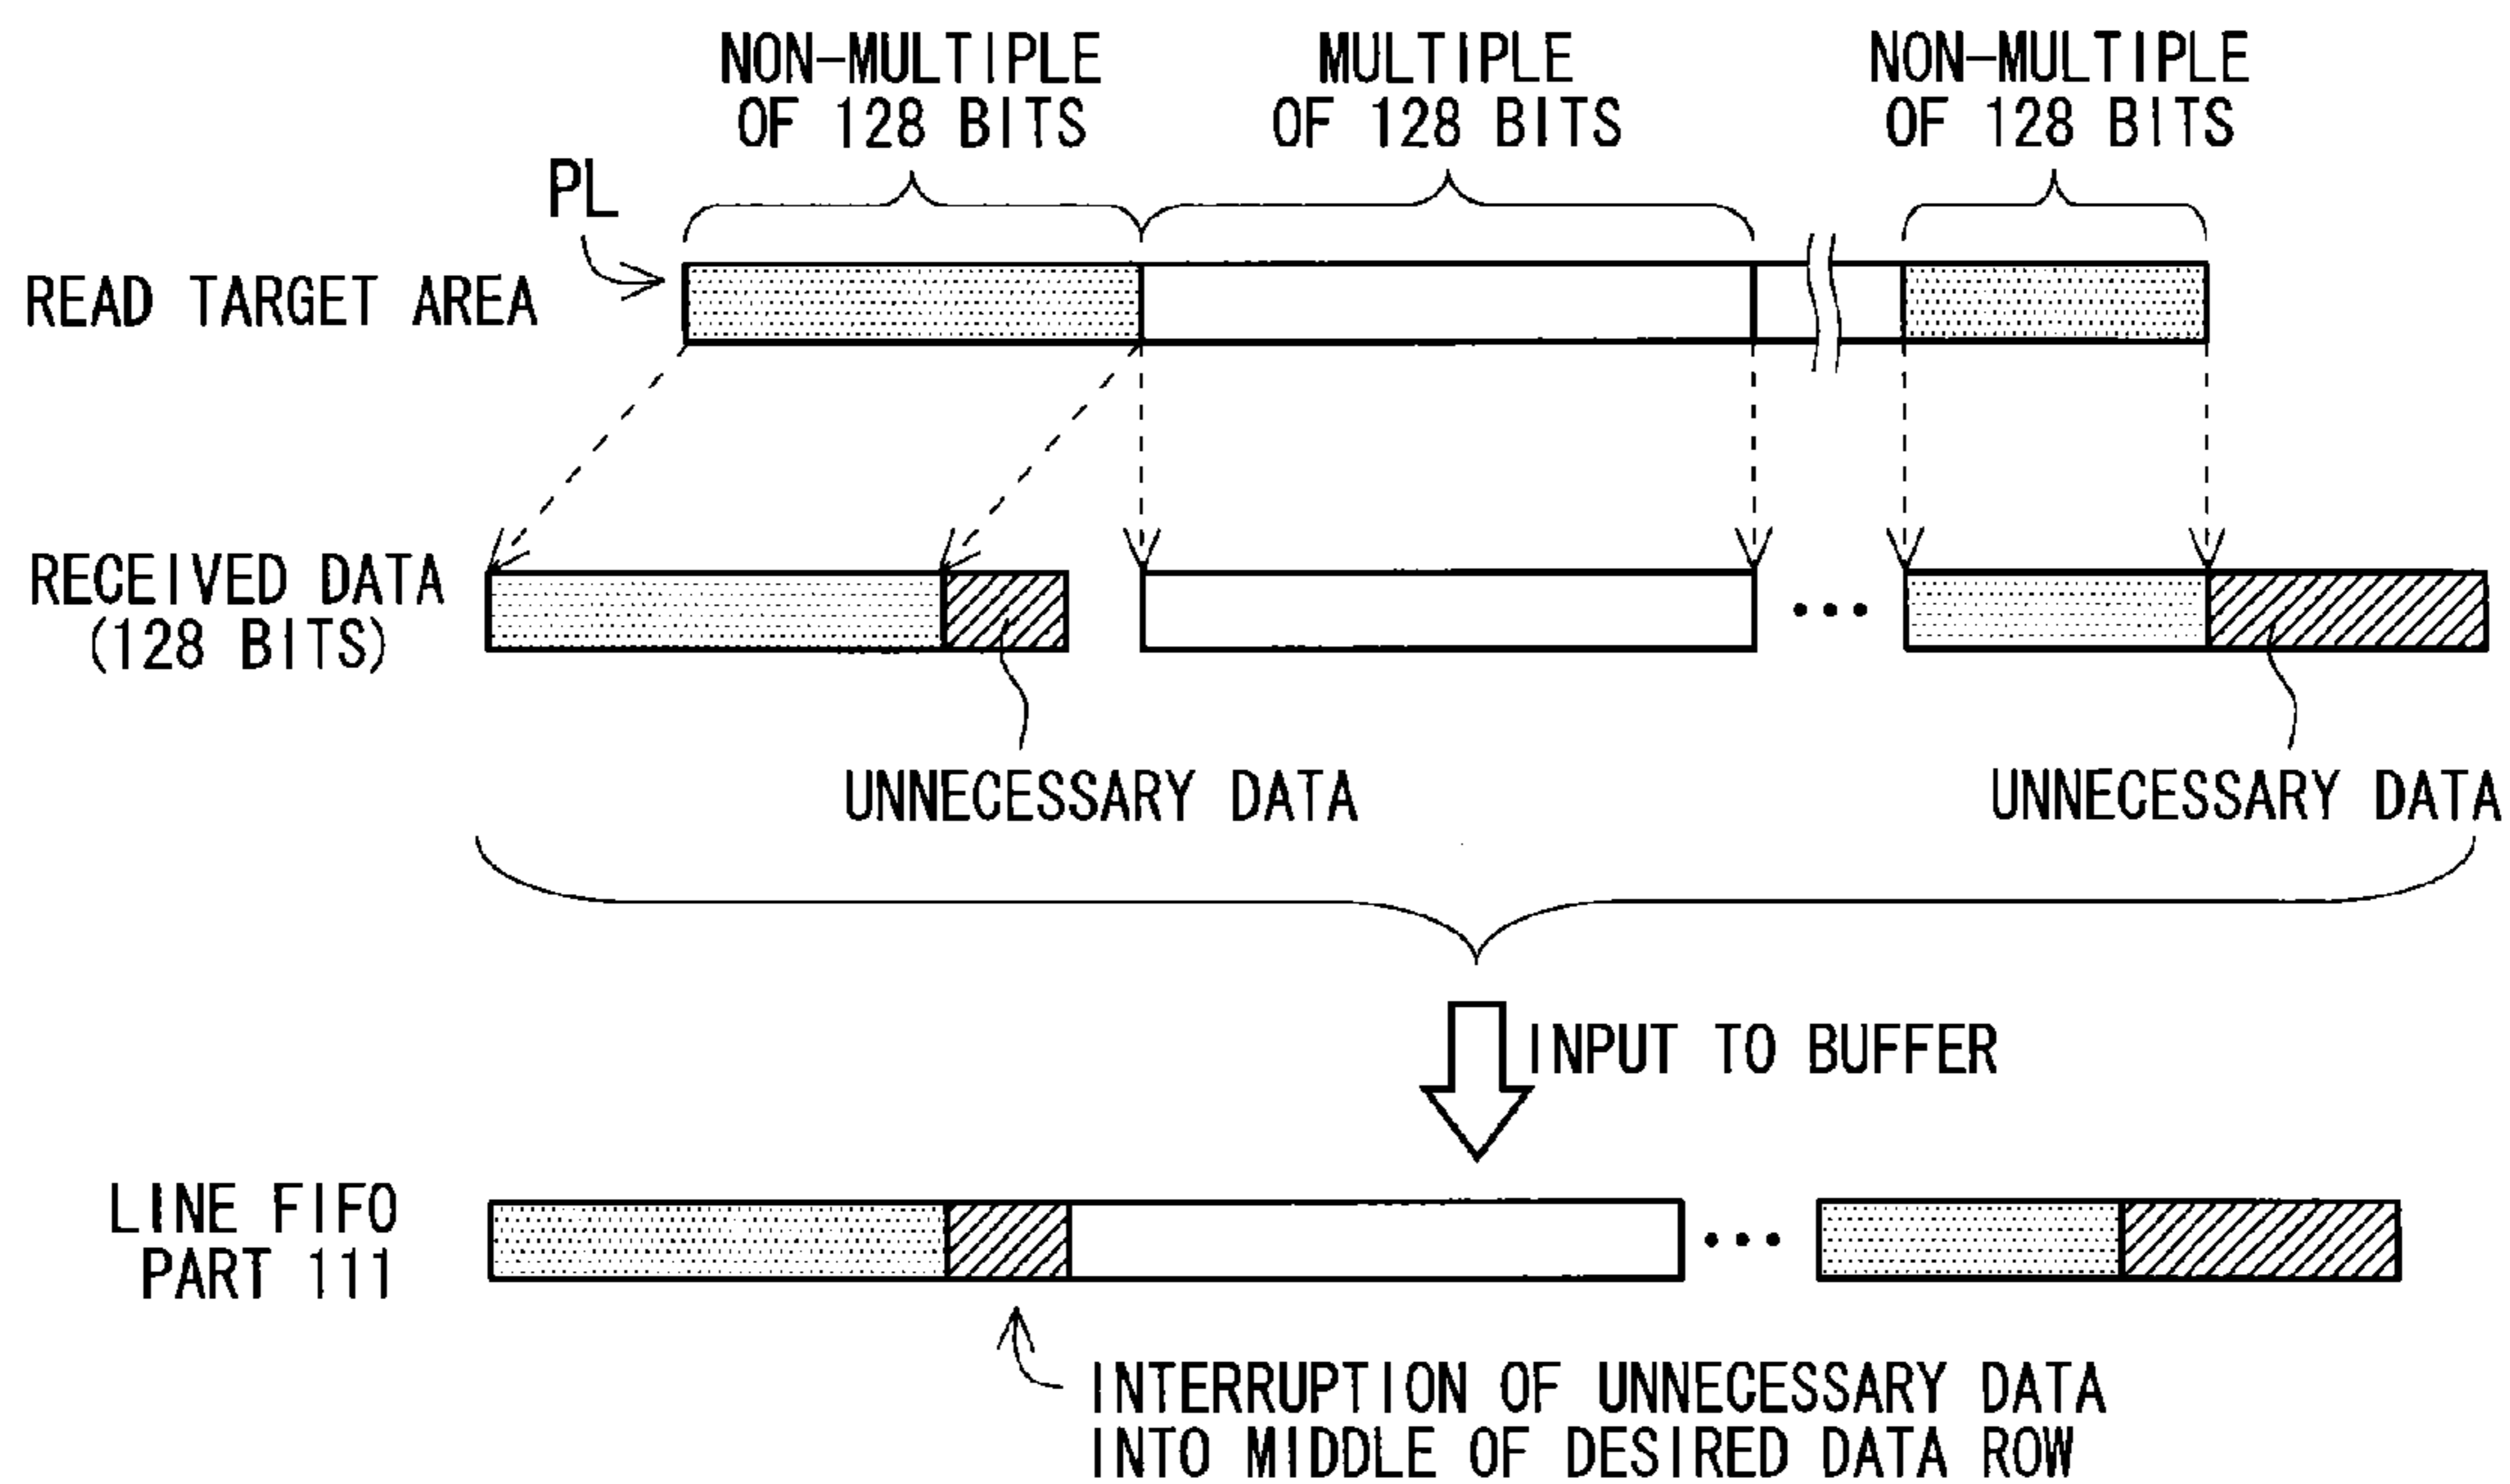 NON-MULTIPLE
OF 128 BITS
MULTIPLE
OF 128 BITS
NON-MULTIPLE
OF 128 BITS
PL
READ TARGET AREA
RECEIVED DATA
(128 BITS)
UNNECESSARY DATA
UNNECESSARY DATA
INPUT TO BUFFER
LINE FIFO
PART 111
INTERRUPTION OF UNNECESSARY DATA
INTO MIDDLE OF DESIRED DATA ROW